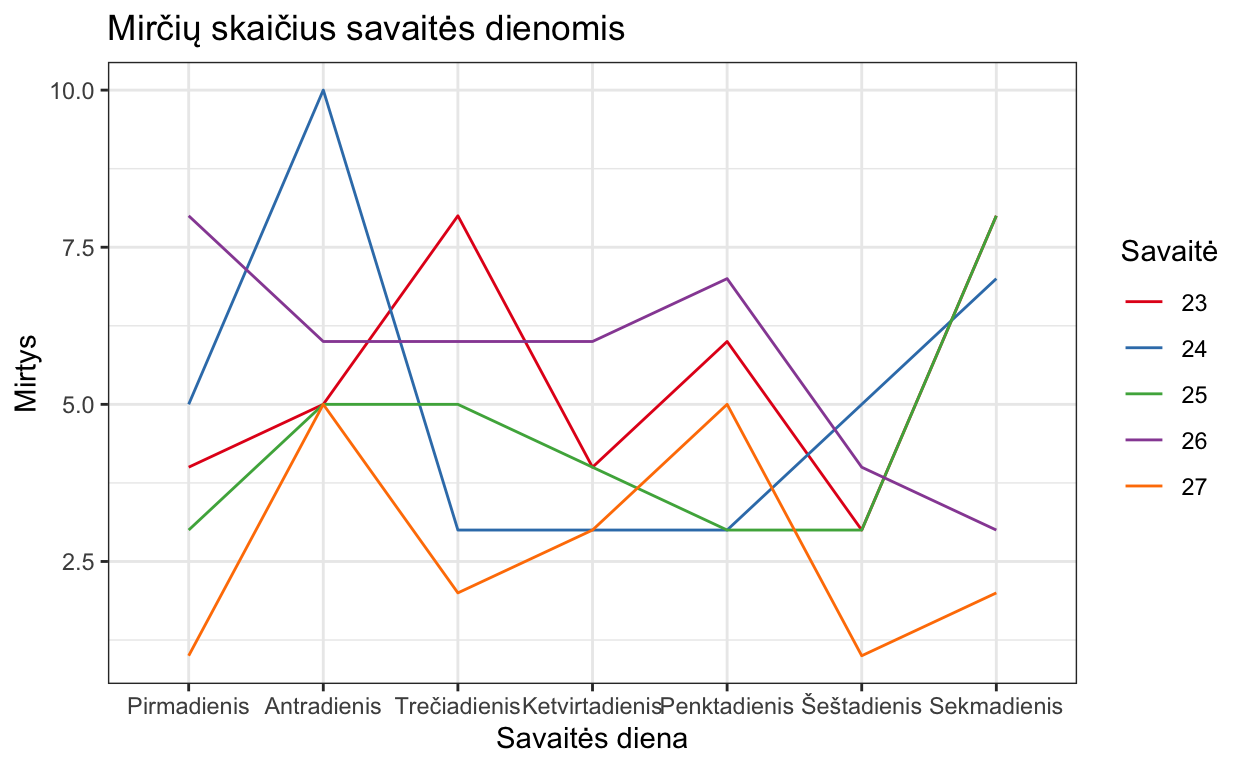 Mirčių skaičius savaitės dienomis
10.0
7.5
5.0
2.5
Mirtys
Pirmadienis Antradienis Trečiadienis Ketvirtadienis Penktadienis Šeštadienis Sekmadienis
Savaitės diena
Savaitė
23
24
25
26
27